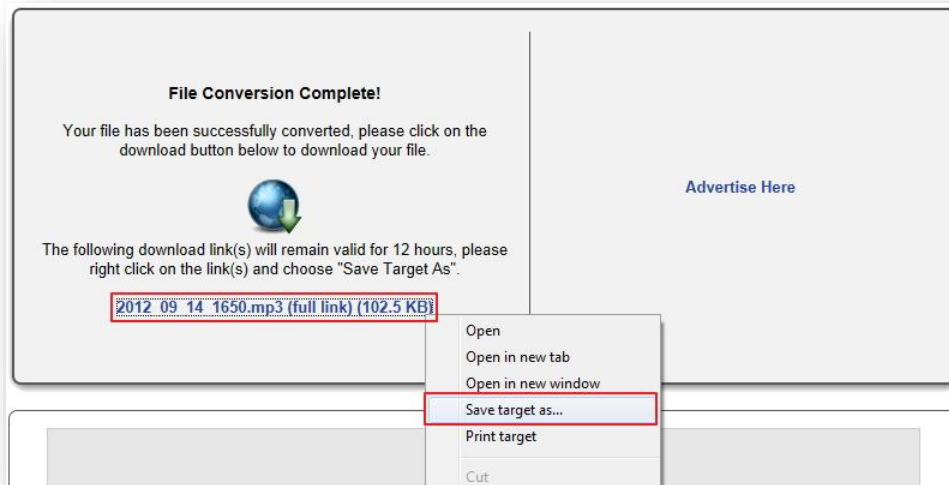 File Conversion Complete!
Your file has been successfully converted, please click on the
download button below to download your file.
Advertise Here
The following download link(s) will remain valid for 12 hours, please
right click on the link(s) and choose "Save Target As".
2012_09_14_1650.mp3 (full link) (102.5 KB)
Open
Open in new tab
Open in new window
Save target as...
Print target
Cut